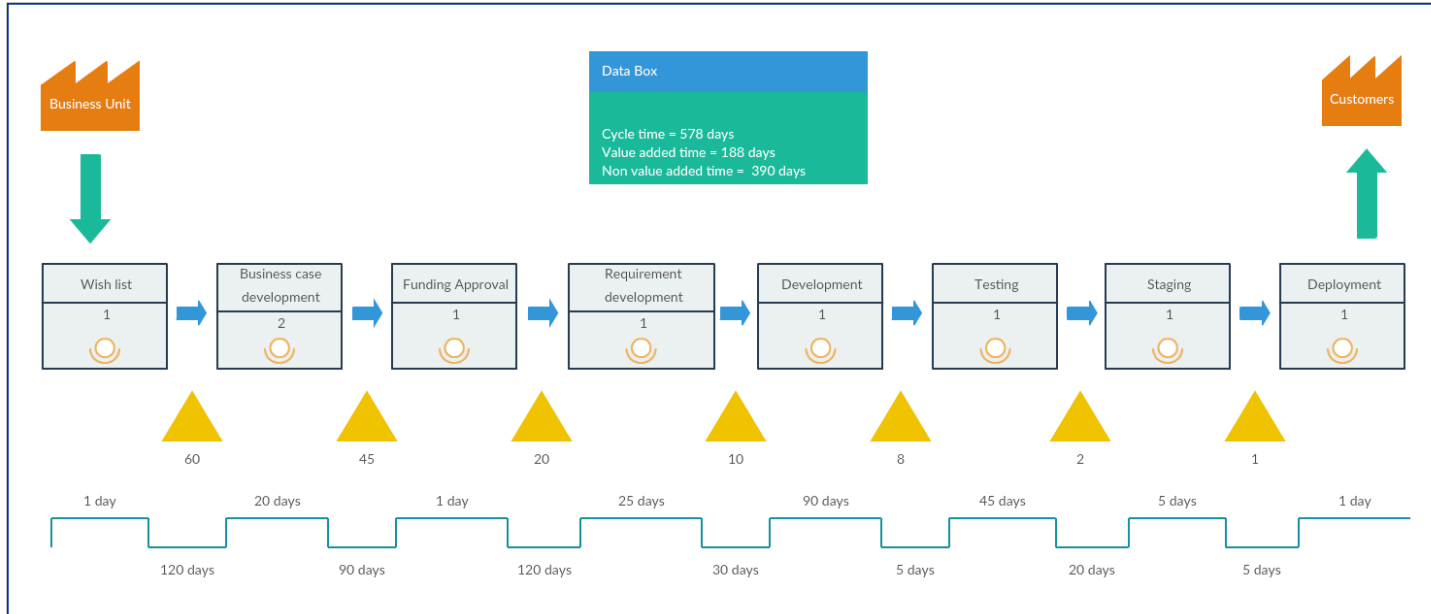 Business Unit
Data Box
Cycle time = 578 days
Value added time = 188 days
Non value added time =  390 days
Customers
Wish list
1
Business case
development
2
Funding Approval
1
Requirement
development
1
Development
1
Testing
1
Staging
1
Deployment
1
60
45
20
10
8
2
1
1 day
20 days
1 day
25 days
90 days
45 days
5 days
1 day
120 days
90 days
120 days
30 days
5 days
20 days
5 days